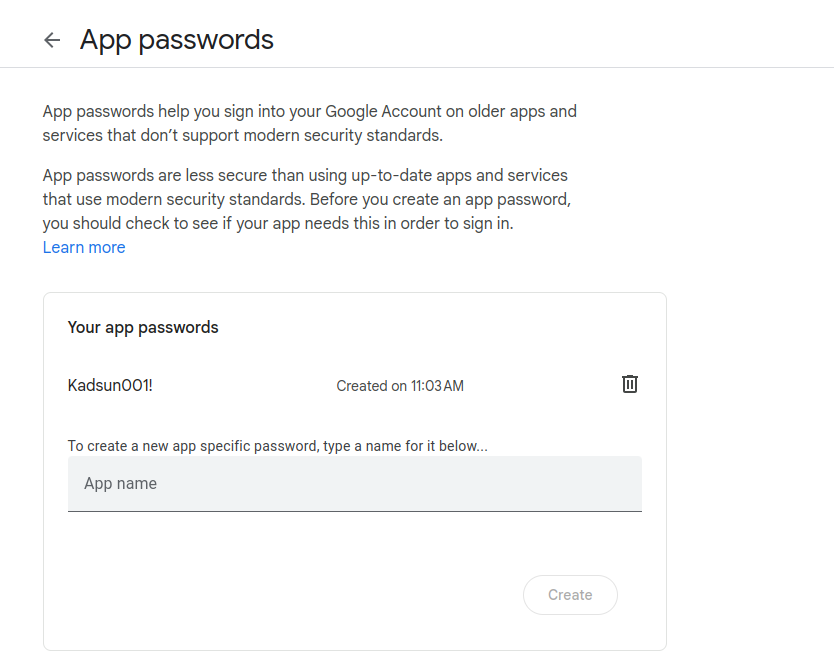 App passwords
App passwords help you sign into your Google Account on older apps and
services that don’t support modern security standards.
App passwords are less secure than using up-to-date apps and services
that use modern security standards. Before you create an app password,
you should check to see if your app needs this in order to sign in.
Learn more
Your app passwords
Kadsun001! Created on 11:03 AM
To create a new app specific password, type a name for it below...
App name
Create